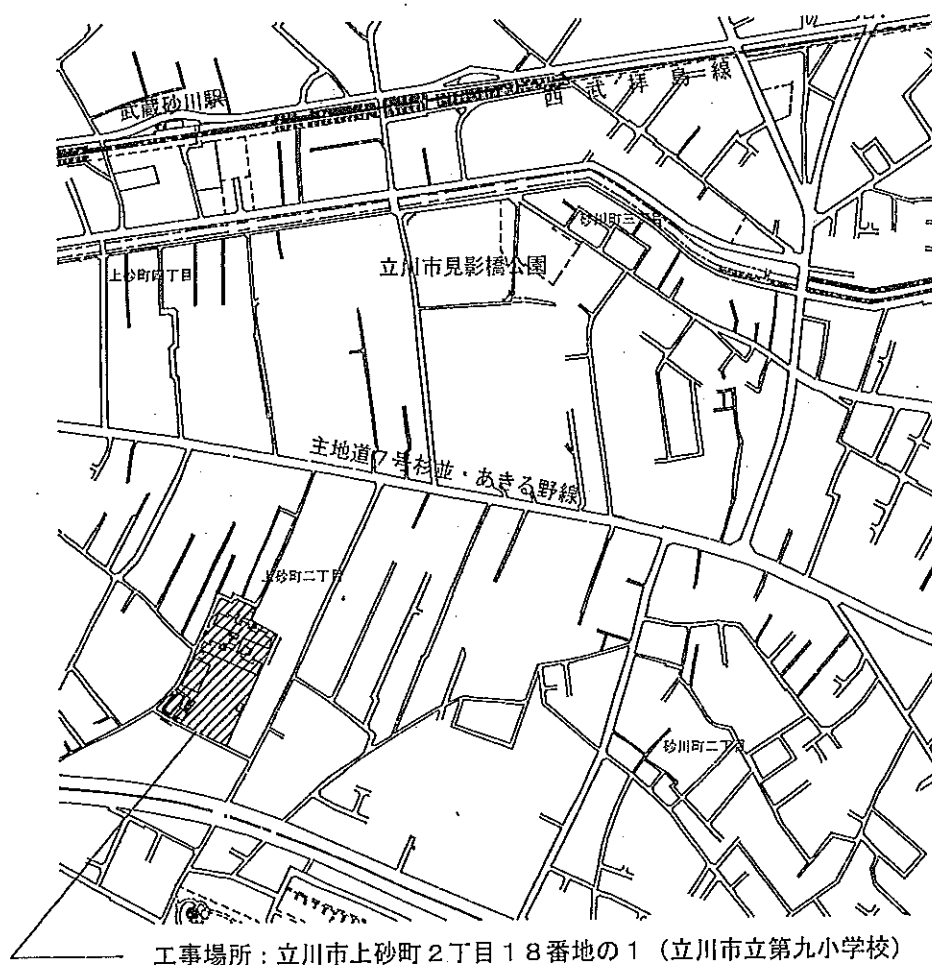 西武拝島線
武蔵砂川駅
砂川町三丁目
立川市見影橋公園
上砂町四丁目
主地道7号杉並・あきる野線
上砂町二丁目
砂川町二丁目
工事場所：立川市上砂町２丁目１８番地の１（立川市立第九小学校）